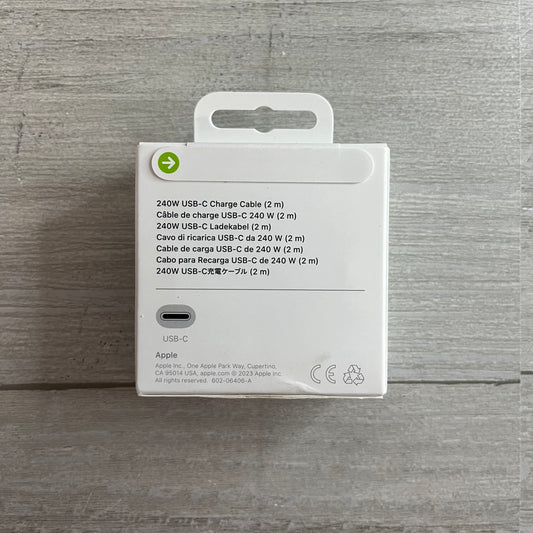 240W USB-C Charge Cable (2 m)
Câble de charge USB-C 240 W (2 m)
240W USB-C Ladekabel (2 m)
Cavo di ricarica USB-C da 240 W (2 m)
Cable de carga USB-C de 240 W (2 m)
Cabo para Recarga USB-C de 240 W (2 m)
240W USB-C充電ケーブル (2 m)
USB-C
Apple
Apple Inc., One Apple Park Way, Cupertino,
CA 95014 USA, apple.com © 2023 Apple Inc.
All rights reserved. 602-06406-A
CE